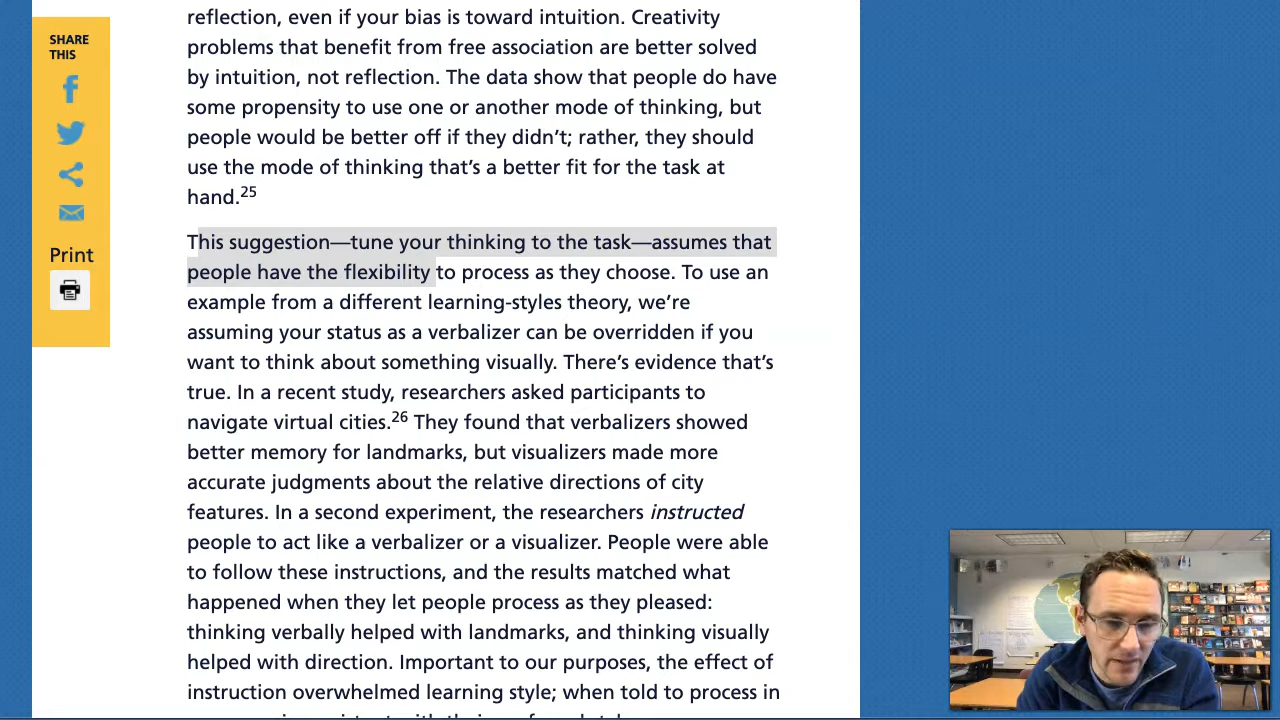 SHARE
THIS
Print
reflection, even if your bias is toward intuition. Creativity
problems that benefit from free association are better solved
by intuition, not reflection. The data show that people do have
some propensity to use one or another mode of thinking, but
people would be better off if they didn’t; rather, they should
use the mode of thinking that’s a better fit for the task at
hand.25
This suggestion—tune your thinking to the task—assumes that
people have the flexibility to process as they choose. To use an
example from a different learning-styles theory, we’re
assuming your status as a verbalizer can be overridden if you
want to think about something visually. There’s evidence that’s
true. In a recent study, researchers asked participants to
navigate virtual cities.26 They found that verbalizers showed
better memory for landmarks, but visualizers made more
accurate judgments about the relative directions of city
features. In a second experiment, the researchers instructed
people to act like a verbalizer or a visualizer. People were able
to follow these instructions, and the results matched what
happened when they let people process as they pleased:
thinking verbally helped with landmarks, and thinking visually
helped with direction. Important to our purposes, the effect of
instruction overwhelmed learning style; when told to process in